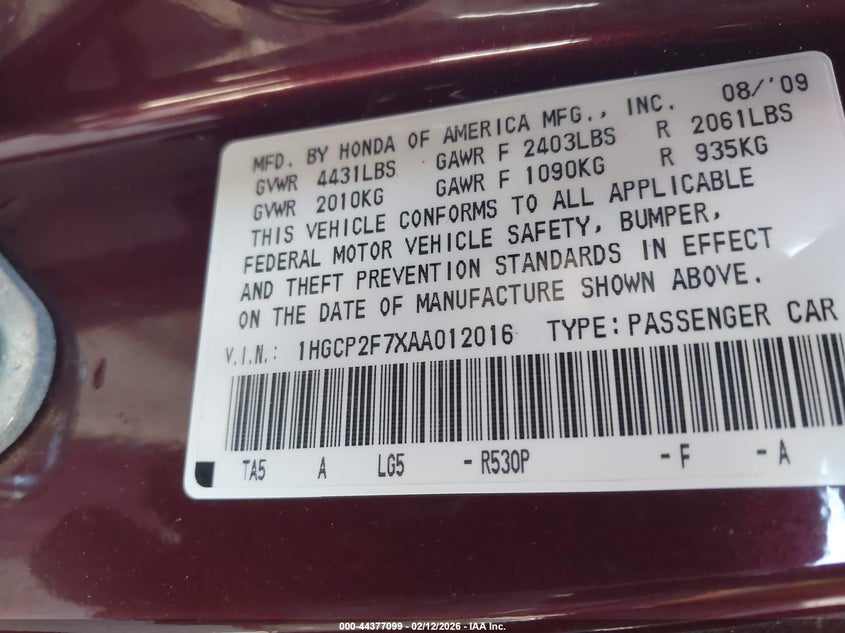 MFD. BY HONDA OF AMERICA MFG., INC. 08/'09
GVWR 4431LBS GAWR F 2403LBS R 2061LBS
GVWR 2010KG GAWR F 1090KG R 935KG
THIS VEHICLE CONFORMS TO ALL APPLICABLE
FEDERAL MOTOR VEHICLE SAFETY, BUMPER,
AND THEFT PREVENTION STANDARDS IN EFFECT
ON THE DATE OF MANUFACTURE SHOWN ABOVE.
V.I.N.: 1HGCP2F7XAA012016 TYPE: PASSENGER CAR
TA5 A LG5 - R530P - F - A
000-44377099 - 02/12/2026 - IAA Inc.